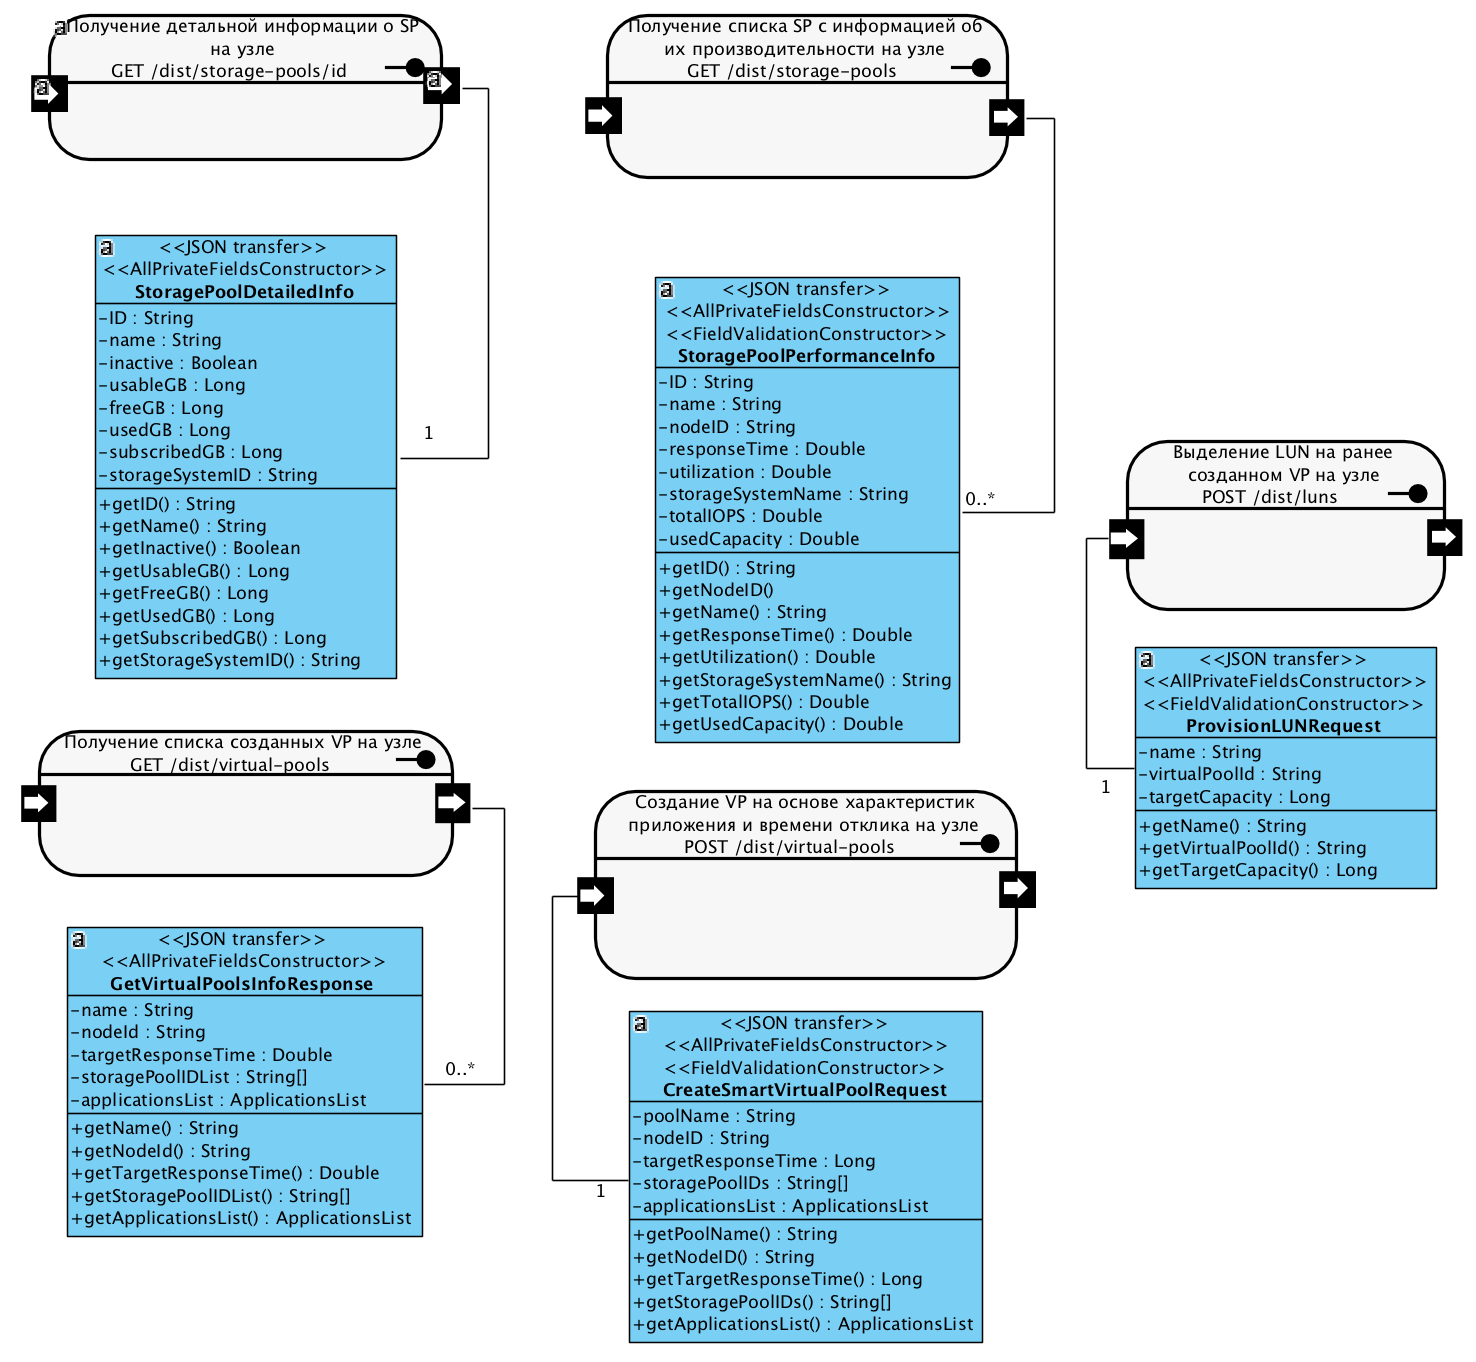 Получение детальной информации о SP
на узле
GET /dist/storage-pools/id
1
<<JSON transfer>>
<<AllPrivateFieldsConstructor>>
StoragePoolDetailedInfo
-ID : String
-name : String
-inactive : Boolean
-usableGB : Long
-freeGB : Long
-usedGB : Long
-subscribedGB : Long
-storageSystemID : String
+getID() : String
+getName() : String
+getInactive() : Boolean
+getUsableGB() : Long
+getFreeGB() : Long
+getUsedGB() : Long
+getSubscribedGB() : Long
+getStorageSystemID() : String
Получение списка SP с информацией об
их производительности на узле
GET /dist/storage-pools
0..*
<<JSON transfer>>
<<AllPrivateFieldsConstructor>>
<<FieldValidationConstructor>>
StoragePoolPerformanceInfo
-ID : String
-name : String
-nodeID : String
-responseTime : Double
-utilization : Double
-storageSystemName : String
-totalIOPS : Double
-usedCapacity : Double
+getID() : String
+getNodeID()
+getName() : String
+getResponseTime() : Double
+getUtilization() : Double
+getStorageSystemName() : String
+getTotalIOPS() : Double
+getUsedCapacity() : Double
Выделение LUN на ранее
созданном VP на узле
POST /dist/luns
1
<<JSON transfer>>
<<AllPrivateFieldsConstructor>>
<<FieldValidationConstructor>>
ProvisionLUNRequest
-name : String
-virtualPoolId : String
-targetCapacity : Long
+getName() : String
+getVirtualPoolId() : String
+getTargetCapacity() : Long
Получение списка созданных VP на узле
GET /dist/virtual-pools
0..*
<<JSON transfer>>
<<AllPrivateFieldsConstructor>>
GetVirtualPoolsInfoResponse
-name : String
-nodeId : String
-targetResponseTime : Double
-storagePoolIDList : String[]
-applicationsList : ApplicationsList
+getName() : String
+getNodeId() : String
+getTargetResponseTime() : Double
+getStoragePoolIDList() : String[]
+getApplicationsList() : ApplicationsList
Создание VP на основе характеристик
приложения и времени отклика на узле
POST /dist/virtual-pools
1
<<JSON transfer>>
<<AllPrivateFieldsConstructor>>
<<FieldValidationConstructor>>
CreateSmartVirtualPoolRequest
-poolName : String
-nodeID : String
-targetResponseTime : Long
-storagePoolIDs : String[]
-applicationsList : ApplicationsList
+getPoolName() : String
+getNodeID() : String
+getTargetResponseTime() : Long
+getStoragePoolIDs() : String[]
+getApplicationsList() : ApplicationsList